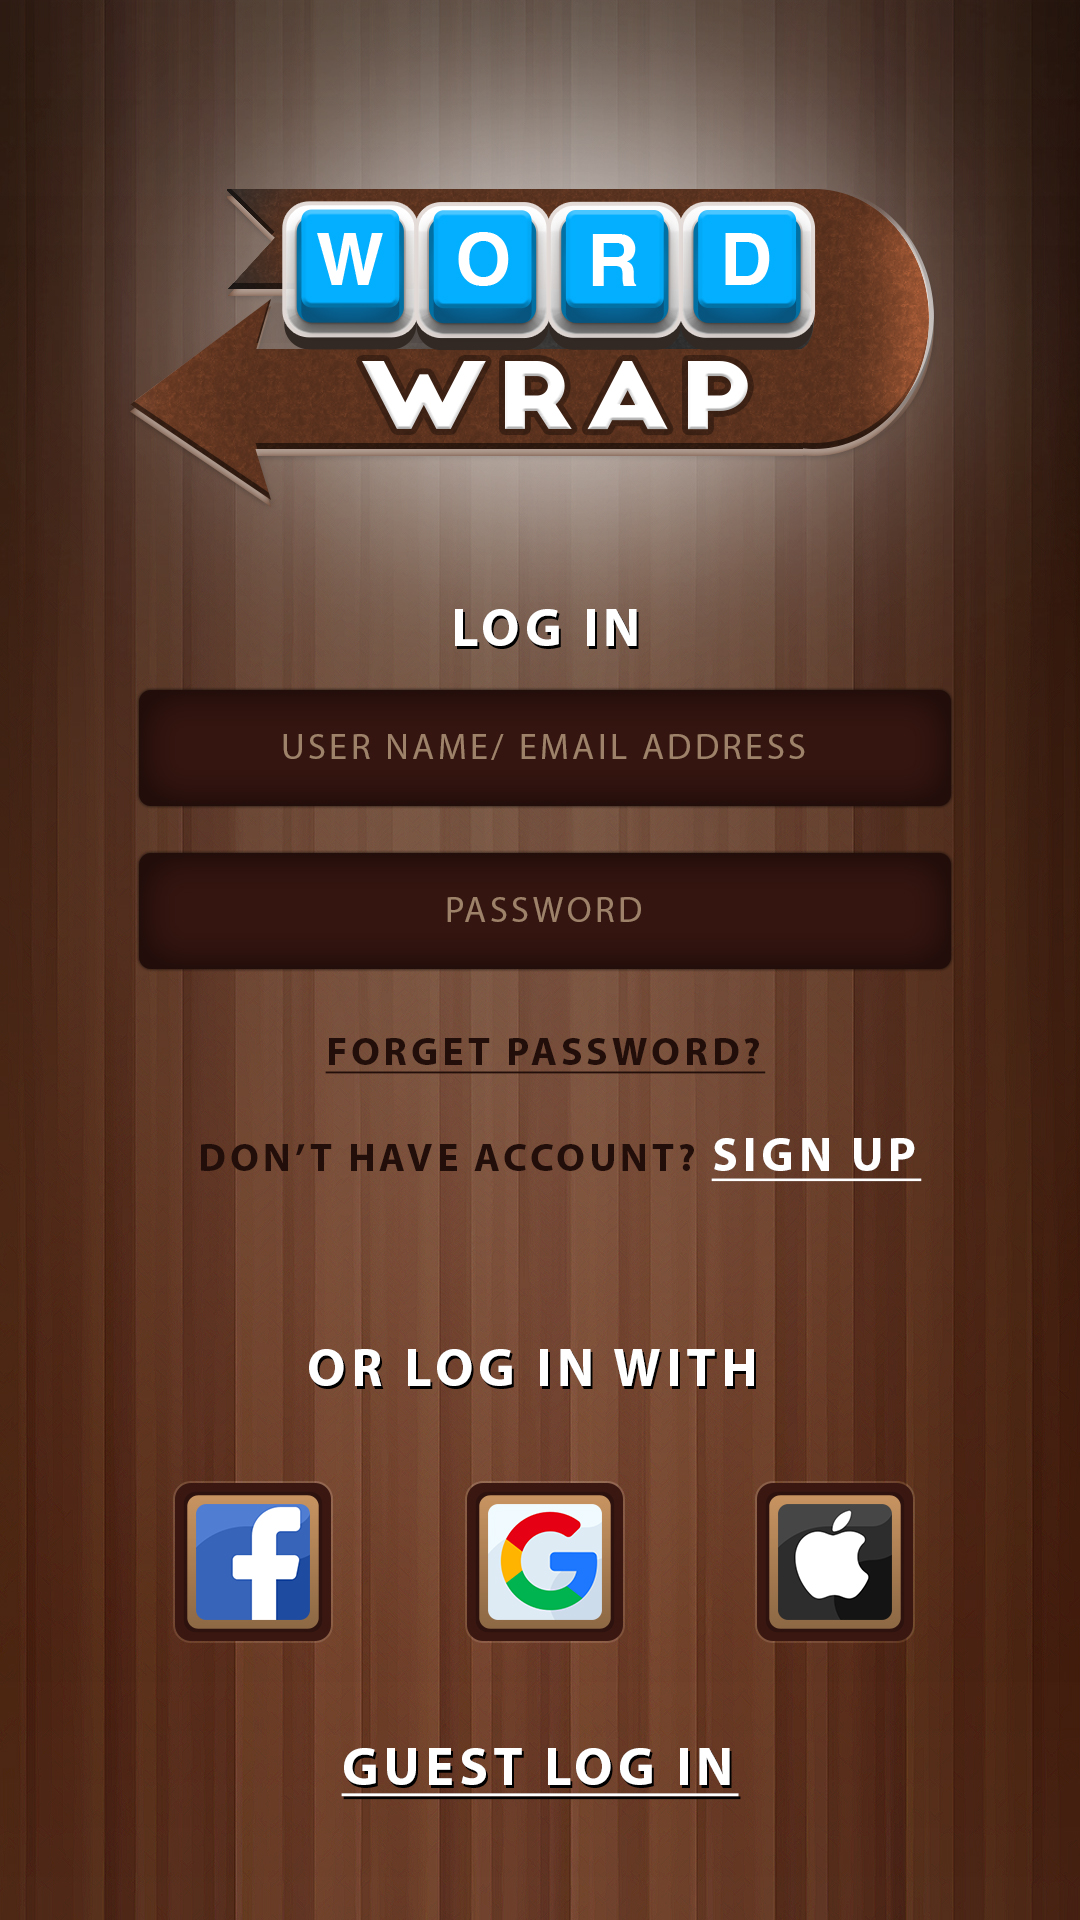 WORD
WRAP
LOG IN
USER NAME/ EMAIL ADDRESS
PASSWORD
FORGET PASSWORD?
DON’T HAVE ACCOUNT? SIGN UP
OR LOG IN WITH
GUEST LOG IN